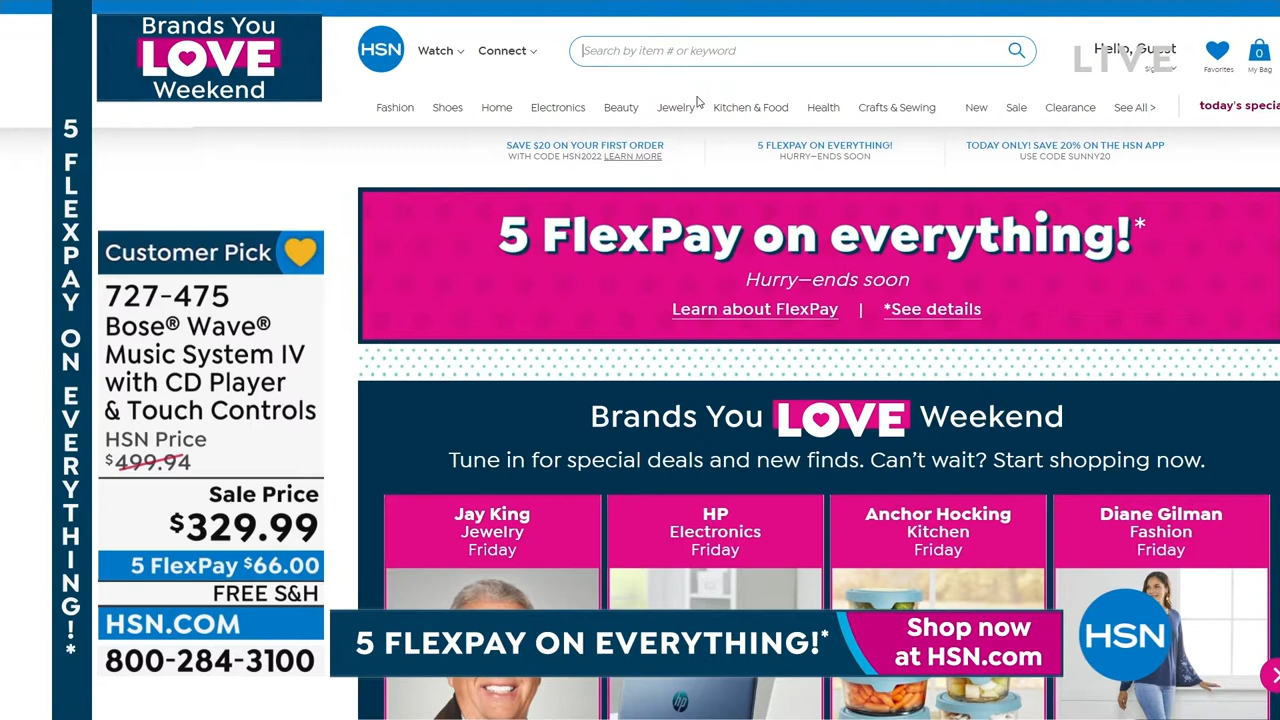 Brands You
LOVE
Weekend
5 FLEXPAY ON EVERYTHING!*
Customer Pick
727-475
Bose® Wave®
Music System IV
with CD Player
& Touch Controls
HSN Price
$499.94
Sale Price
$329.99
5 FlexPay $66.00
FREE S&H
HSN.COM
800-284-3100
HSN
Watch
Connect
Search by item # or keyword
Hello, Guest
LIVE
Favorites
0
My Bag
Fashion
Shoes
Home
Electronics
Beauty
Jewelry
Kitchen & Food
Health
Crafts & Sewing
New
Sale
Clearance
See All >
today's specia
SAVE $20 ON YOUR FIRST ORDER
WITH CODE HSN2022 LEARN MORE
5 FLEXPAY ON EVERYTHING!
HURRY—ENDS SOON
TODAY ONLY! SAVE 20% ON THE HSN APP
USE CODE SUNNY20
5 FlexPay on everything!*
Hurry—ends soon
Learn about FlexPay | *See details
Brands You LOVE Weekend
Tune in for special deals and new finds. Can't wait? Start shopping now.
Jay King
Jewelry
Friday
HP
Electronics
Friday
Anchor Hocking
Kitchen
Friday
Diane Gilman
Fashion
Friday
5 FLEXPAY ON EVERYTHING!*
Shop now
at HSN.com
HSN
hp